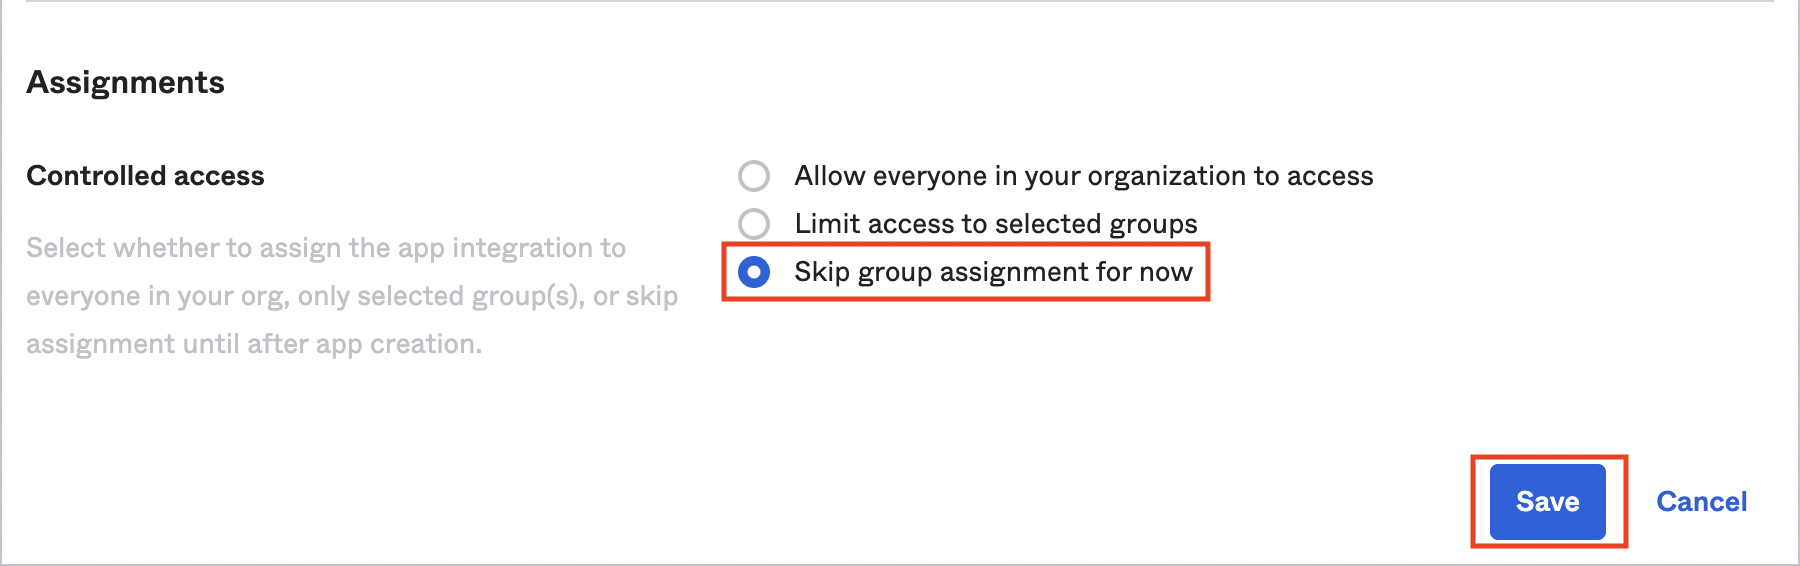 Assignments
Controlled access
Select whether to assign the app integration to
everyone in your org, only selected group(s), or skip
assignment until after app creation.
Allow everyone in your organization to access
Limit access to selected groups
Skip group assignment for now
Save
Cancel